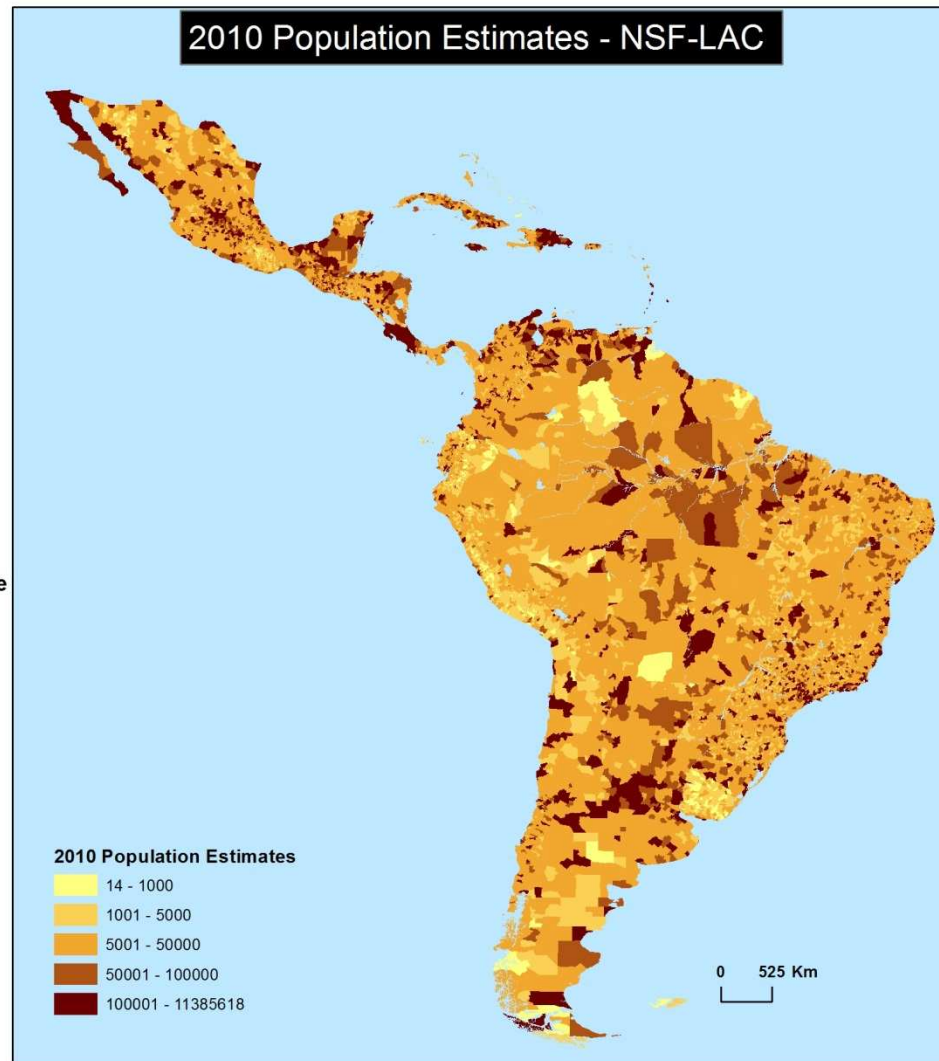 2010 Population Estimates - NSF-LAC
e
2010 Population Estimates
14 - 1000
1001 - 5000
5001 - 50000
50001 - 100000
100001 - 11385618
0 525 Km